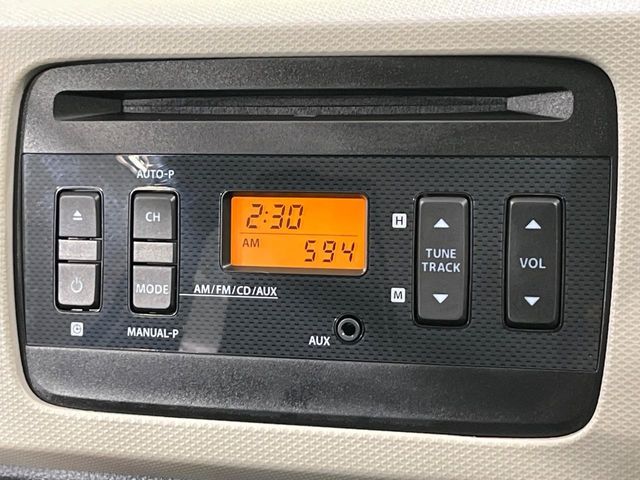 AUTO-P
CH
MODE
AM/FM/CD/AUX
MANUAL-P
C
2:30
AM
594
AUX
H
M
TUNE
TRACK
VOL